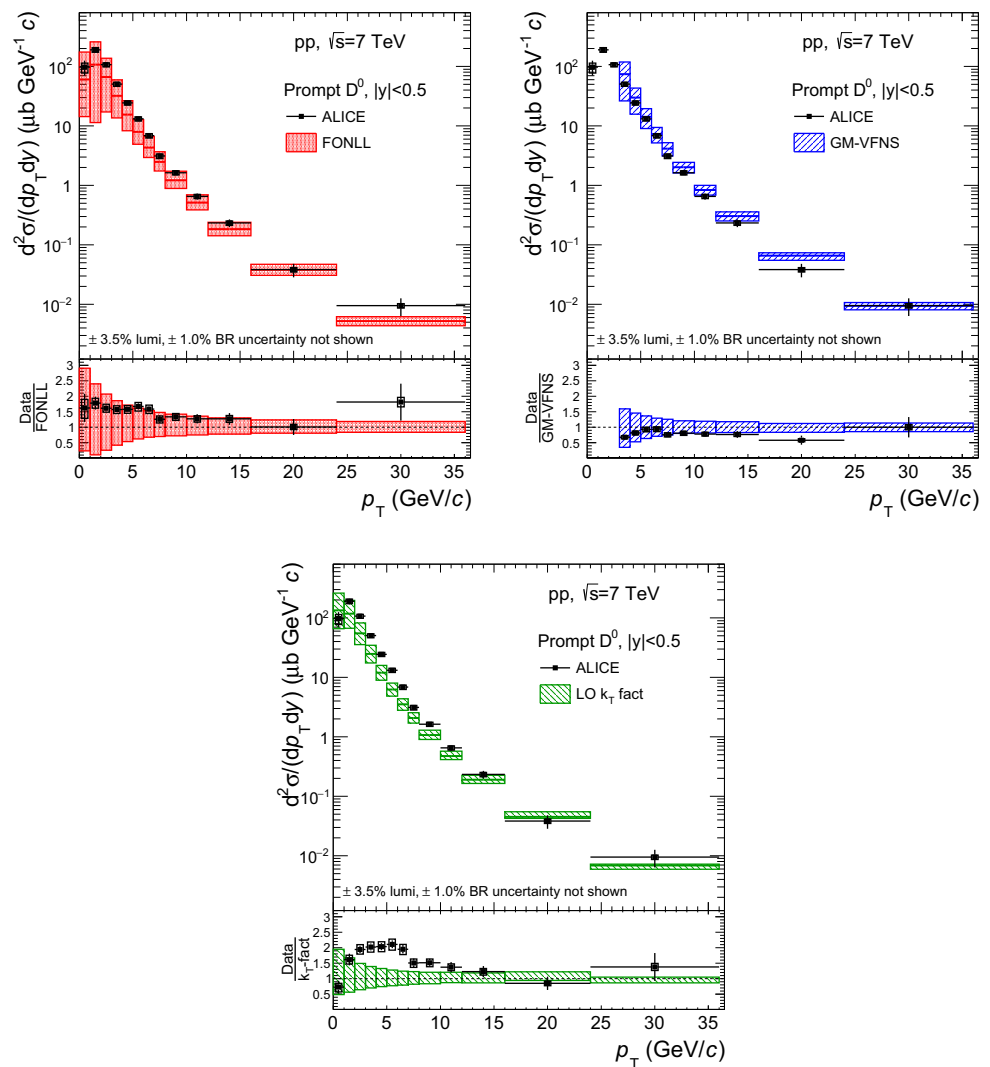 pp, √s=7 TeV
Prompt D⁰, |y|<0.5
ALICE
FONLL
± 3.5% lumi, ± 1.0% BR uncertainty not shown
d²σ/(dp_T dy) (μb GeV⁻¹ c)
10²
10
1
10⁻¹
10⁻²
Data
FONLL
3
2.5
2
1.5
1
0.5
0 5 10 15 20 25 30 35
p_T (GeV/c)
pp, √s=7 TeV
Prompt D⁰, |y|<0.5
ALICE
GM-VFNS
± 3.5% lumi, ± 1.0% BR uncertainty not shown
d²σ/(dp_T dy) (μb GeV⁻¹ c)
10²
10
1
10⁻¹
10⁻²
Data
GM-VFNS
3
2.5
2
1.5
1
0.5
0 5 10 15 20 25 30 35
p_T (GeV/c)
pp, √s=7 TeV
Prompt D⁰, |y|<0.5
ALICE
LO k_T fact
± 3.5% lumi, ± 1.0% BR uncertainty not shown
d²σ/(dp_T dy) (μb GeV⁻¹ c)
10²
10
1
10⁻¹
10⁻²
Data
k_T-fact
3
2.5
2
1.5
1
0.5
0 5 10 15 20 25 30 35
p_T (GeV/c)